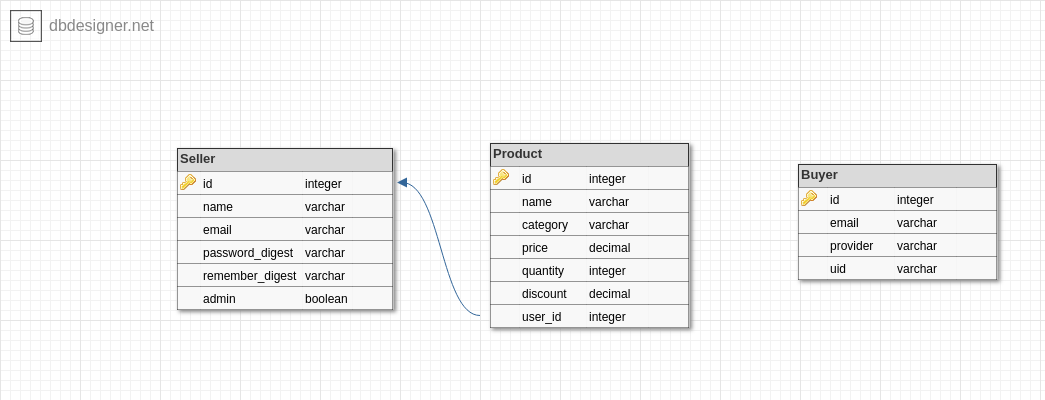 dbdesigner.net
Seller
id integer
name varchar
email varchar
password_digest varchar
remember_digest varchar
admin boolean
Product
id integer
name varchar
category varchar
price decimal
quantity integer
discount decimal
user_id integer
Buyer
id integer
email varchar
provider varchar
uid varchar